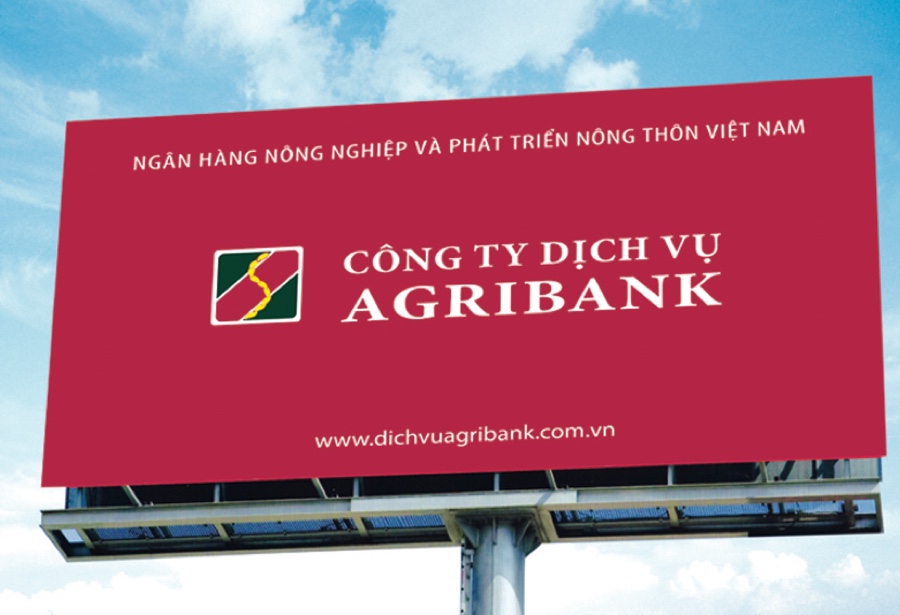 NGÂN HÀNG NÔNG NGHIỆP VÀ PHÁT TRIỂN NÔNG THÔN VIỆT NAM
CÔNG TY DỊCH VỤ
AGRIBANK
www.dichvuagribank.com.vn